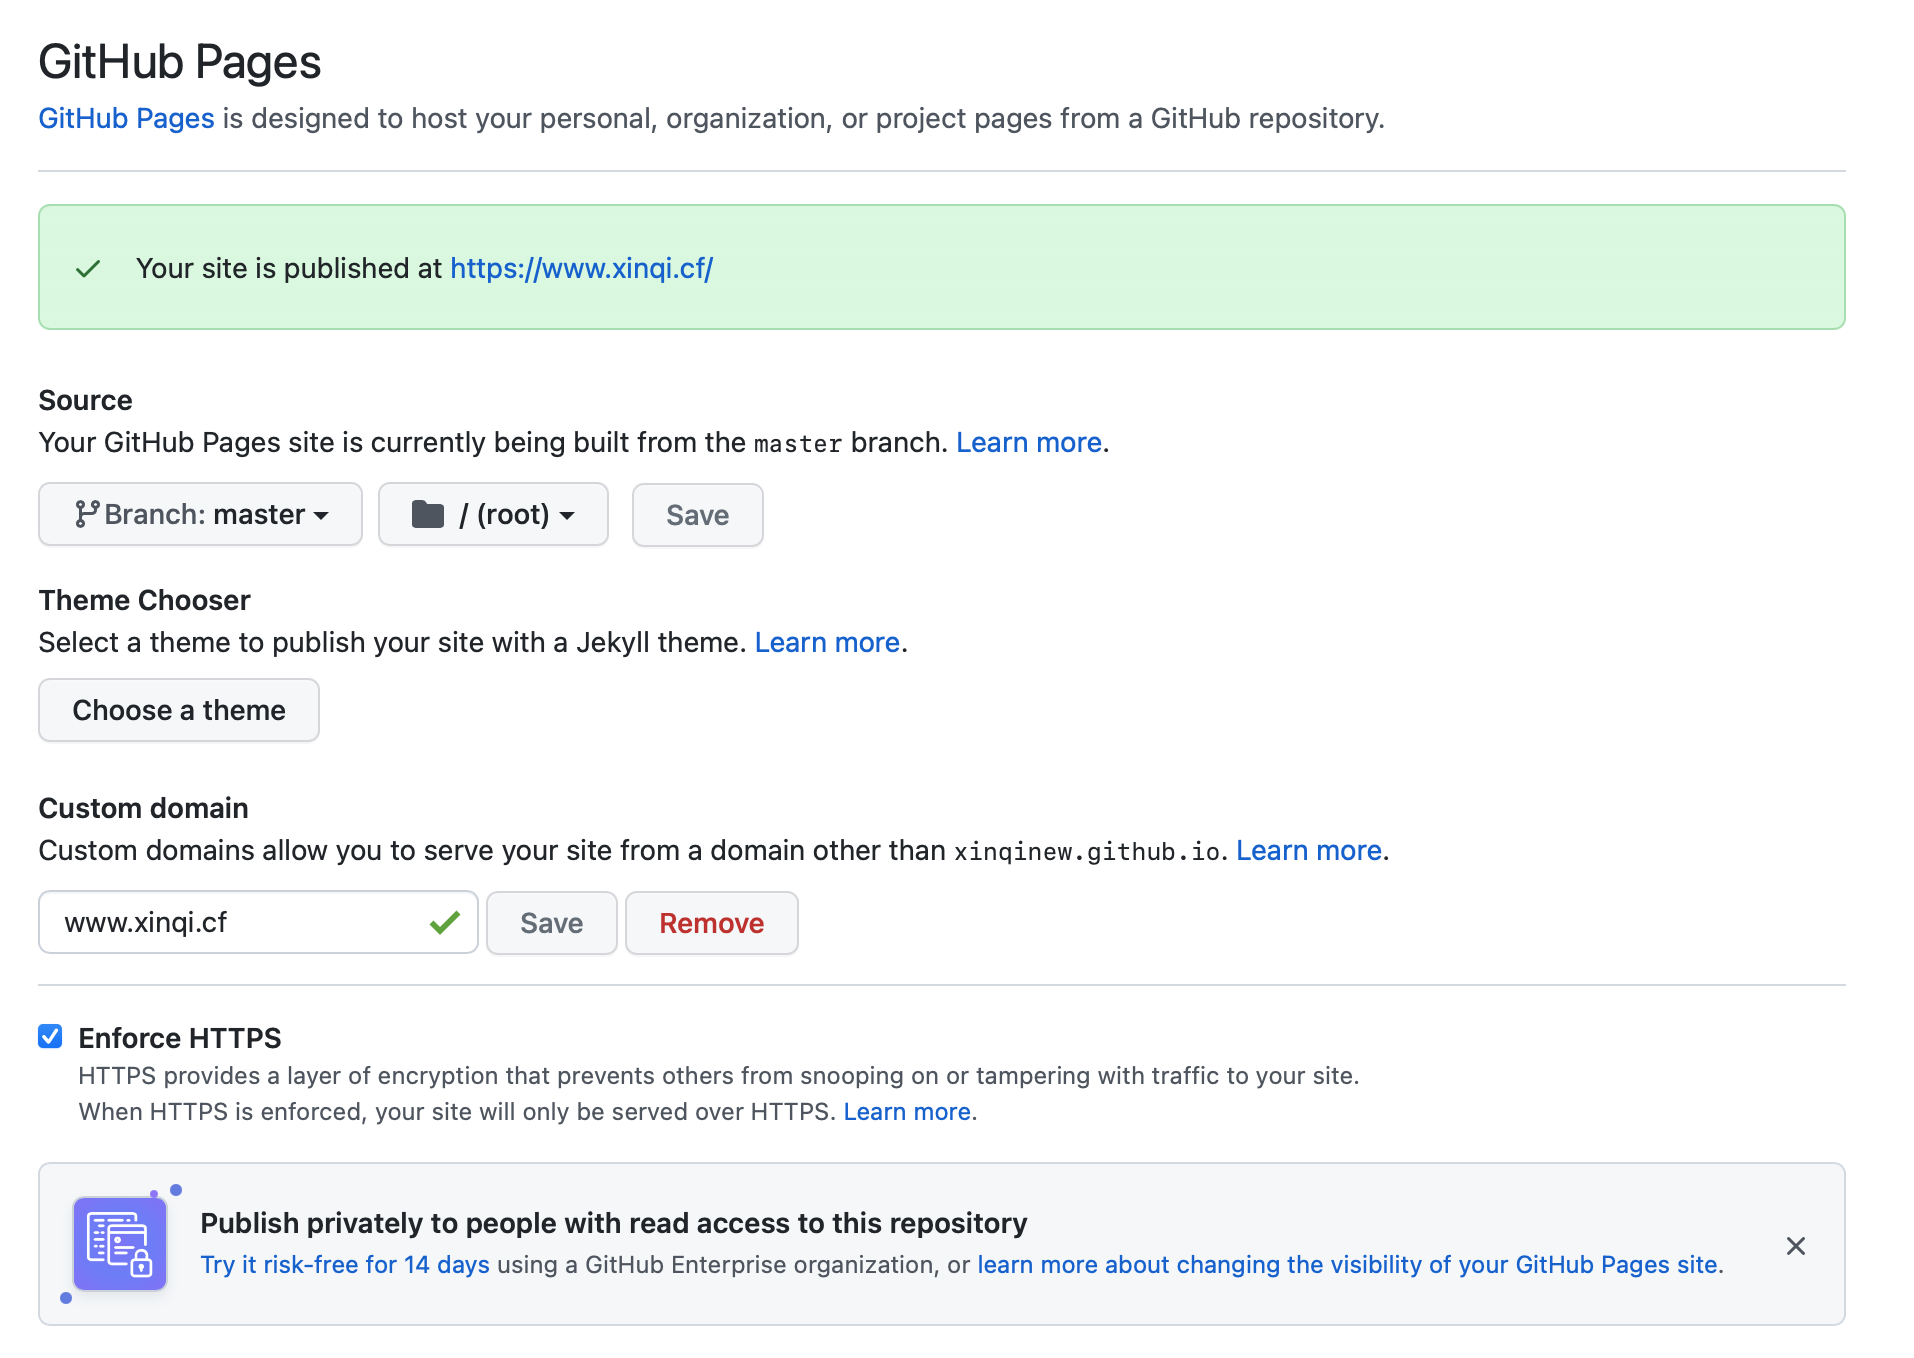 GitHub Pages
GitHub Pages is designed to host your personal, organization, or project pages from a GitHub repository.
Your site is published at https://www.xinqi.cf/
Source
Your GitHub Pages site is currently being built from the master branch. Learn more.
Branch: master / (root) Save
Theme Chooser
Select a theme to publish your site with a Jekyll theme. Learn more.
Choose a theme
Custom domain
Custom domains allow you to serve your site from a domain other than xinqinew.github.io. Learn more.
www.xinqi.cf Save Remove
Enforce HTTPS
HTTPS provides a layer of encryption that prevents others from snooping on or tampering with traffic to your site.
When HTTPS is enforced, your site will only be served over HTTPS. Learn more.
Publish privately to people with read access to this repository
Try it risk-free for 14 days using a GitHub Enterprise organization, or learn more about changing the visibility of your GitHub Pages site.